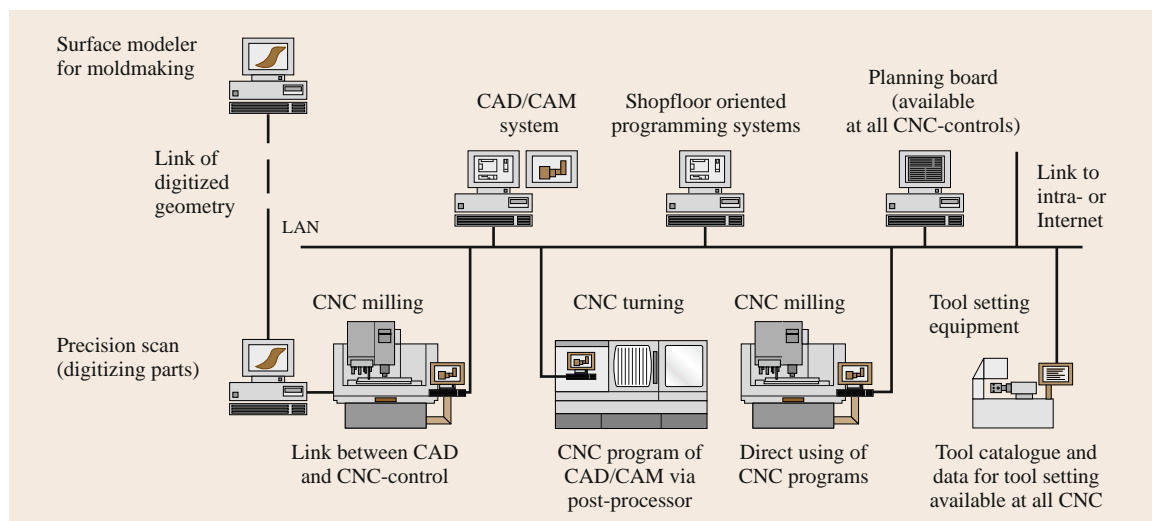 Surface modeler
for moldmaking
CAD/CAM
system
Shopfloor oriented
programming systems
Planning board
(available
at all CNC-controls)
Link of
digitized
geometry
Link to
intra- or
Internet
LAN
CNC milling
CNC turning
CNC milling
Tool setting
equipment
Precision scan
(digitizing parts)
Link between CAD
and CNC-control
CNC program of
CAD/CAM via
post-processor
Direct using of
CNC programs
Tool catalogue and
data for tool setting
available at all CNC